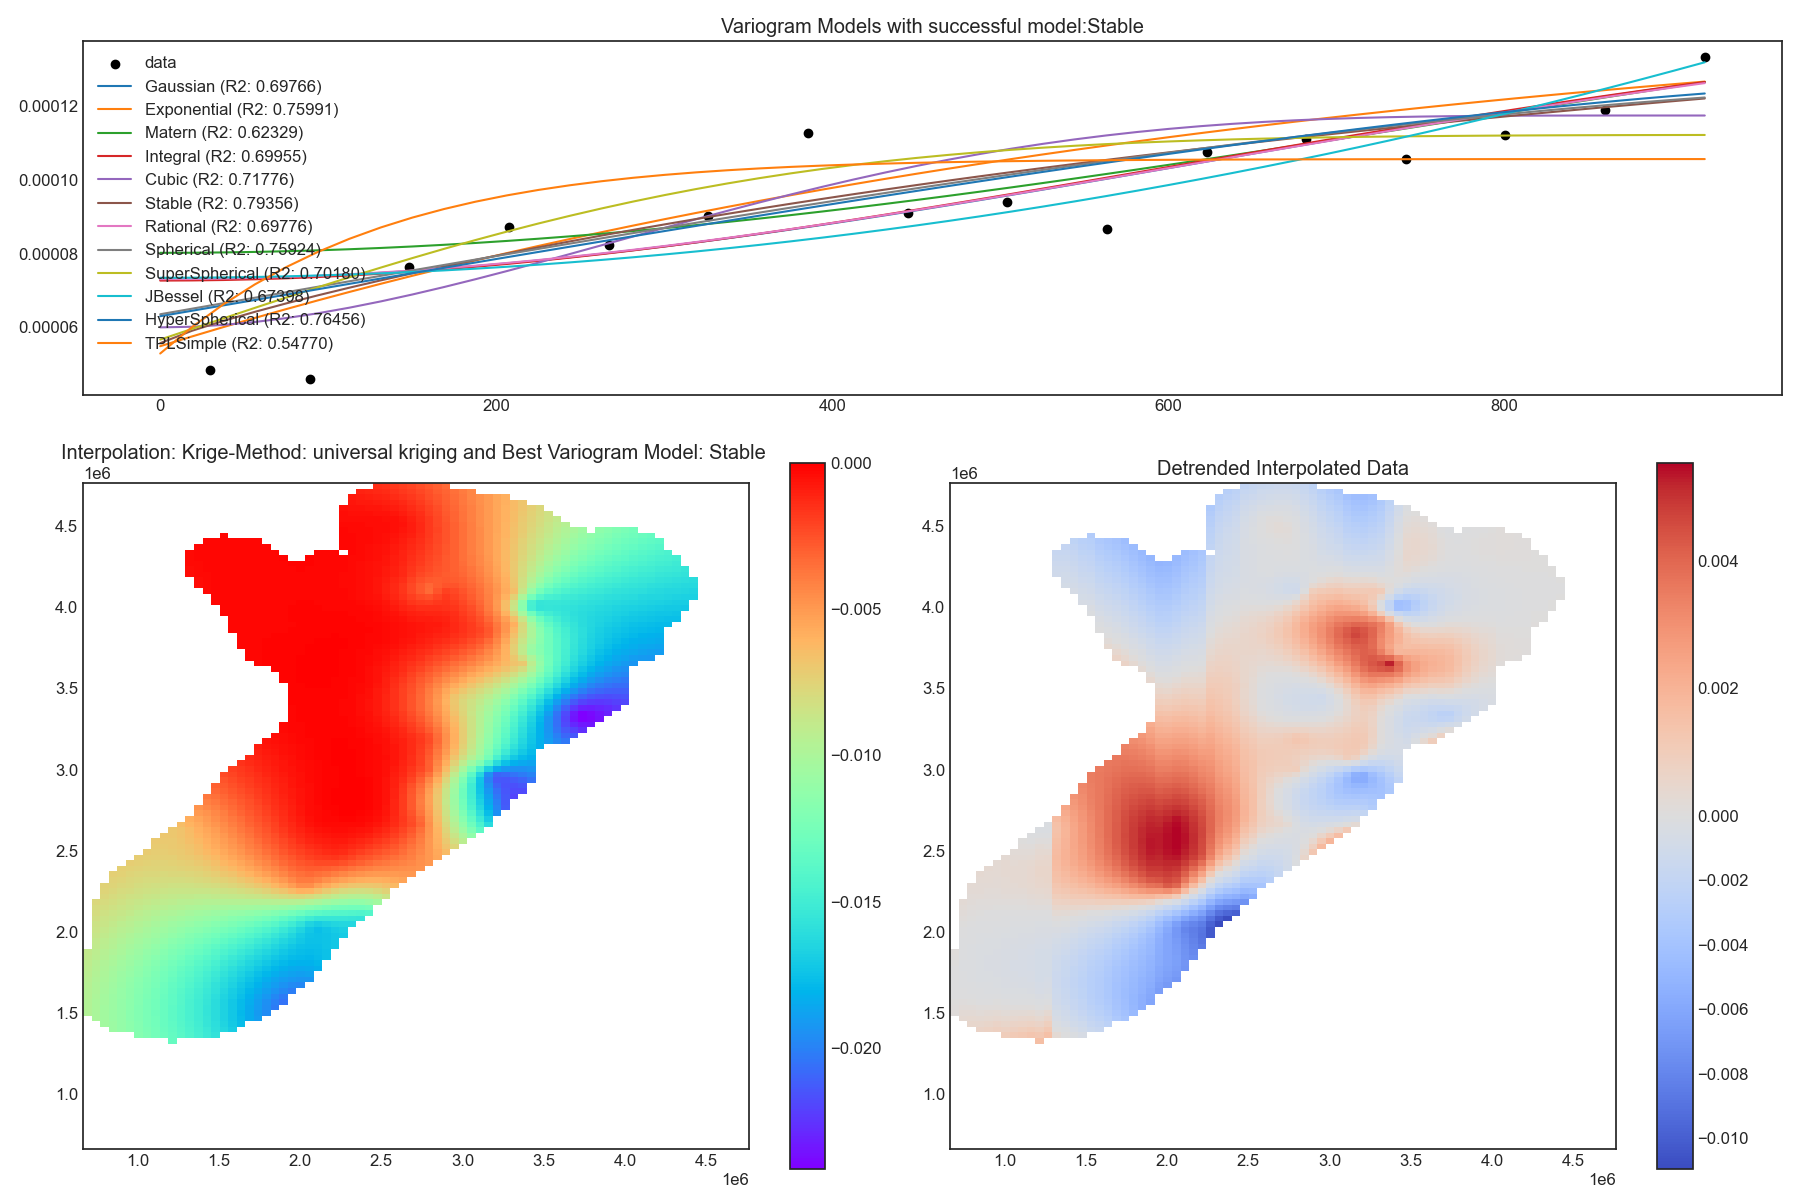 Variogram Models with successful model:Stable
data
Gaussian (R2: 0.69766)
Exponential (R2: 0.75991)
Matern (R2: 0.62329)
Integral (R2: 0.69955)
Cubic (R2: 0.71776)
Stable (R2: 0.79356)
Rational (R2: 0.69776)
Spherical (R2: 0.75924)
SuperSpherical (R2: 0.70180)
JBessel (R2: 0.67398)
HyperSpherical (R2: 0.76456)
TPLSimple (R2: 0.54770)
0.00012
0.00010
0.00008
0.00006
0 200 400 600 800
Interpolation: Krige-Method: universal kriging and Best Variogram Model: Stable
1e6
4.5
4.0
3.5
3.0
2.5
2.0
1.5
1.0
1.0 1.5 2.0 2.5 3.0 3.5 4.0 4.5
1e6
0.000
−0.005
−0.010
−0.015
−0.020
Detrended Interpolated Data
1e6
4.5
4.0
3.5
3.0
2.5
2.0
1.5
1.0
1.0 1.5 2.0 2.5 3.0 3.5 4.0 4.5
1e6
0.004
0.002
0.000
−0.002
−0.004
−0.006
−0.008
−0.010